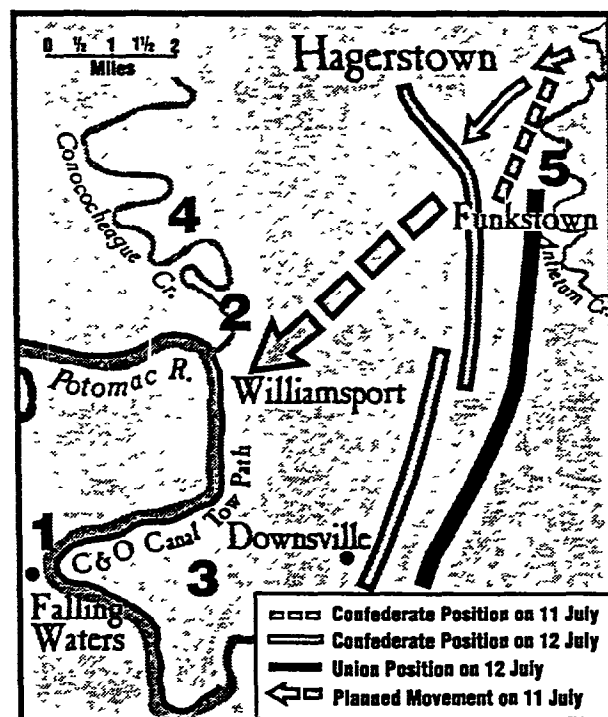 0 ½ 1 1½ 2
Miles
Hagerstown
Conococheague
Cr.
4
5
Funkstown
Antietam Cr.
2
Potomac R.
Williamsport
C&O Canal Tow Path
1
Downsville
3
Falling
Waters
Confederate Position on 11 July
Confederate Position on 12 July
Union Position on 12 July
Planned Movement on 11 July